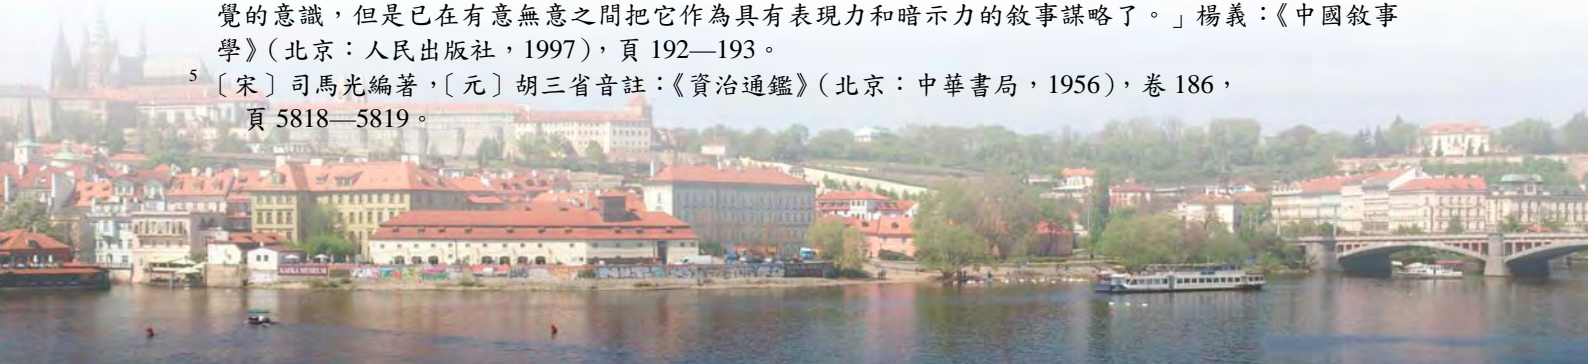 覺的意識，但是已在有意無意之間把它作為具有表現力和暗示力的敘事謀略了。」楊義：《中國敘事
學》（北京：人民出版社，1997），頁 192—193。
5 〔宋〕司馬光編著，〔元〕胡三省音註：《資治通鑑》（北京：中華書局，1956），卷 186，
頁 5818—5819。
KAFKA MUSEUM